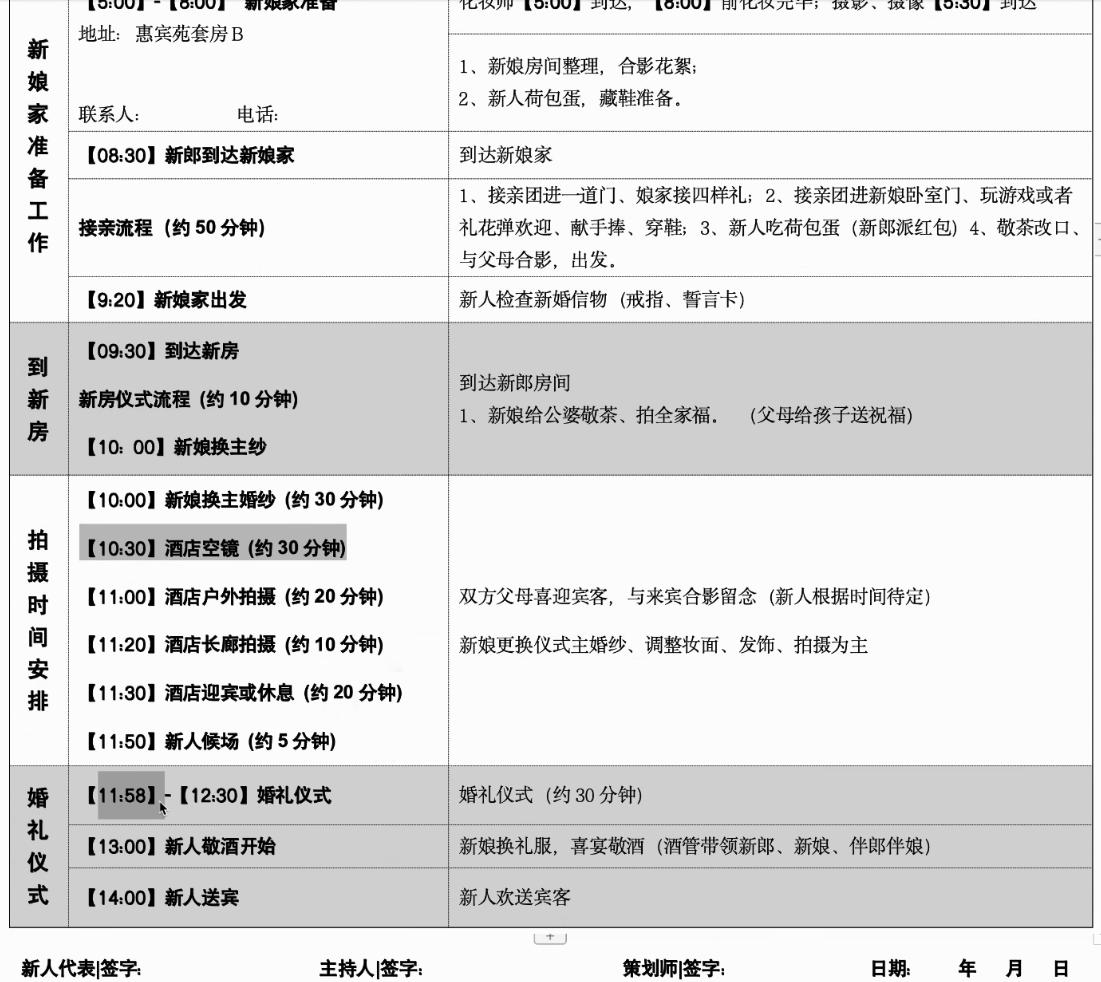 【5:00】-【8:00】 新娘家准备
化妆师【5:00】到达，【8:00】前化妆完毕；摄影、摄像【5:30】到达
新娘家准备工作
地址： 惠宾苑套房B
联系人： 电话：
1、新娘房间整理，合影花絮；
2、新人荷包蛋，藏鞋准备。
【08:30】新郎到达新娘家
到达新娘家
接亲流程（约 50 分钟）
1、接亲团进一道门、娘家接四样礼；2、接亲团进新娘卧室门、玩游戏或者
礼花弹欢迎、献手捧、穿鞋；3、新人吃荷包蛋（新郎派红包）4、敬茶改口、
与父母合影，出发。
【9:20】新娘家出发
新人检查新婚信物（戒指、誓言卡）
到新房
【09:30】到达新房
新房仪式流程（约 10 分钟）
【10：00】新娘换主纱
到达新郎房间
1、新娘给公婆敬茶、拍全家福。 （父母给孩子送祝福）
拍摄时间安排
【10:00】新娘换主婚纱（约 30 分钟）
【10:30】酒店空镜（约 30 分钟）
【11:00】酒店户外拍摄（约 20 分钟）
【11:20】酒店长廊拍摄（约 10 分钟）
【11:30】酒店迎宾或休息（约 20 分钟）
【11:50】新人候场（约 5 分钟）
双方父母喜迎宾客，与来宾合影留念（新人根据时间待定）
新娘更换仪式主婚纱、调整妆面、发饰、拍摄为主
婚礼仪式
【11:58】-【12:30】婚礼仪式
婚礼仪式（约 30 分钟）
【13:00】新人敬酒开始
新娘换礼服，喜宴敬酒（酒管带领新郎、新娘、伴郎伴娘）
【14:00】新人送宾
新人欢送宾客
新人代表|签字： 主持人|签字： 策划师|签字： 日期： 年 月 日